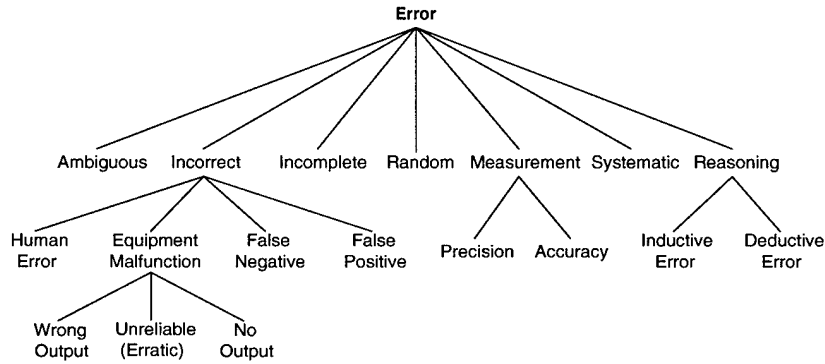 Error
Ambiguous Incorrect Incomplete Random Measurement Systematic Reasoning
Human Error
Equipment Malfunction
False Negative
False Positive
Precision
Accuracy
Inductive Error
Deductive Error
Wrong Output
Unreliable (Erratic)
No Output